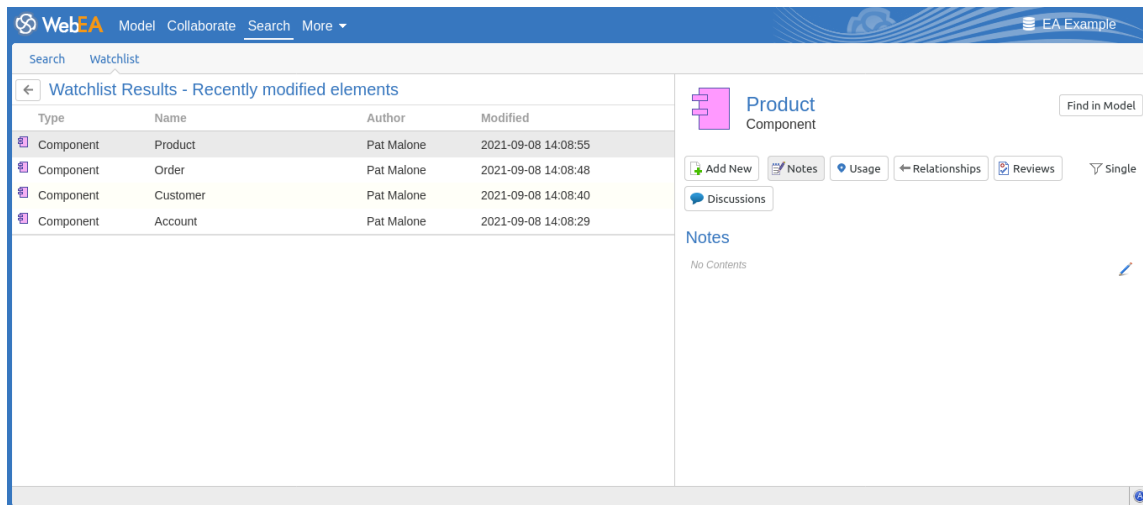 WebEA Model Collaborate Search More EA Example
Search Watchlist
Watchlist Results - Recently modified elements
Type Name Author Modified
Component Product Pat Malone 2021-09-08 14:08:55
Component Order Pat Malone 2021-09-08 14:08:48
Component Customer Pat Malone 2021-09-08 14:08:40
Component Account Pat Malone 2021-09-08 14:08:29
Product
Component
Find in Model
Add New Notes Usage Relationships Reviews Single
Discussions
Notes
No Contents